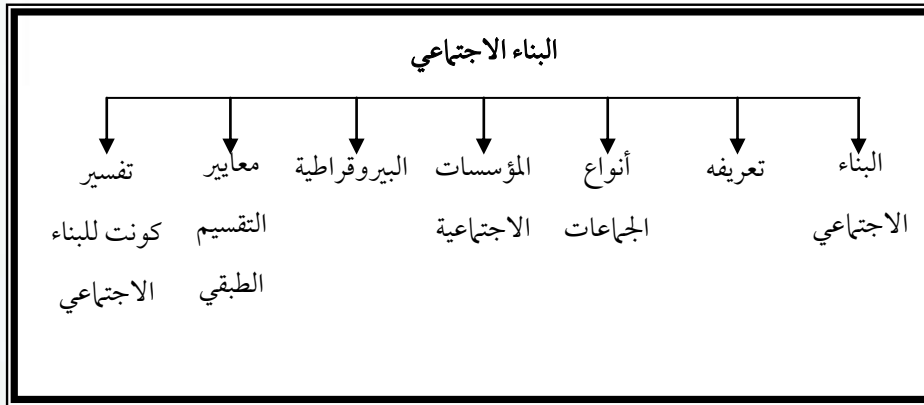 البناء الاجتماعي
البناء
الاجتماعي
تعريفه
أنواع
الجماعات
المؤسسات
الاجتماعية
البيروقراطية
معايير
التقسيم
الطبقي
تفسير
كونت للبناء
الاجتماعي